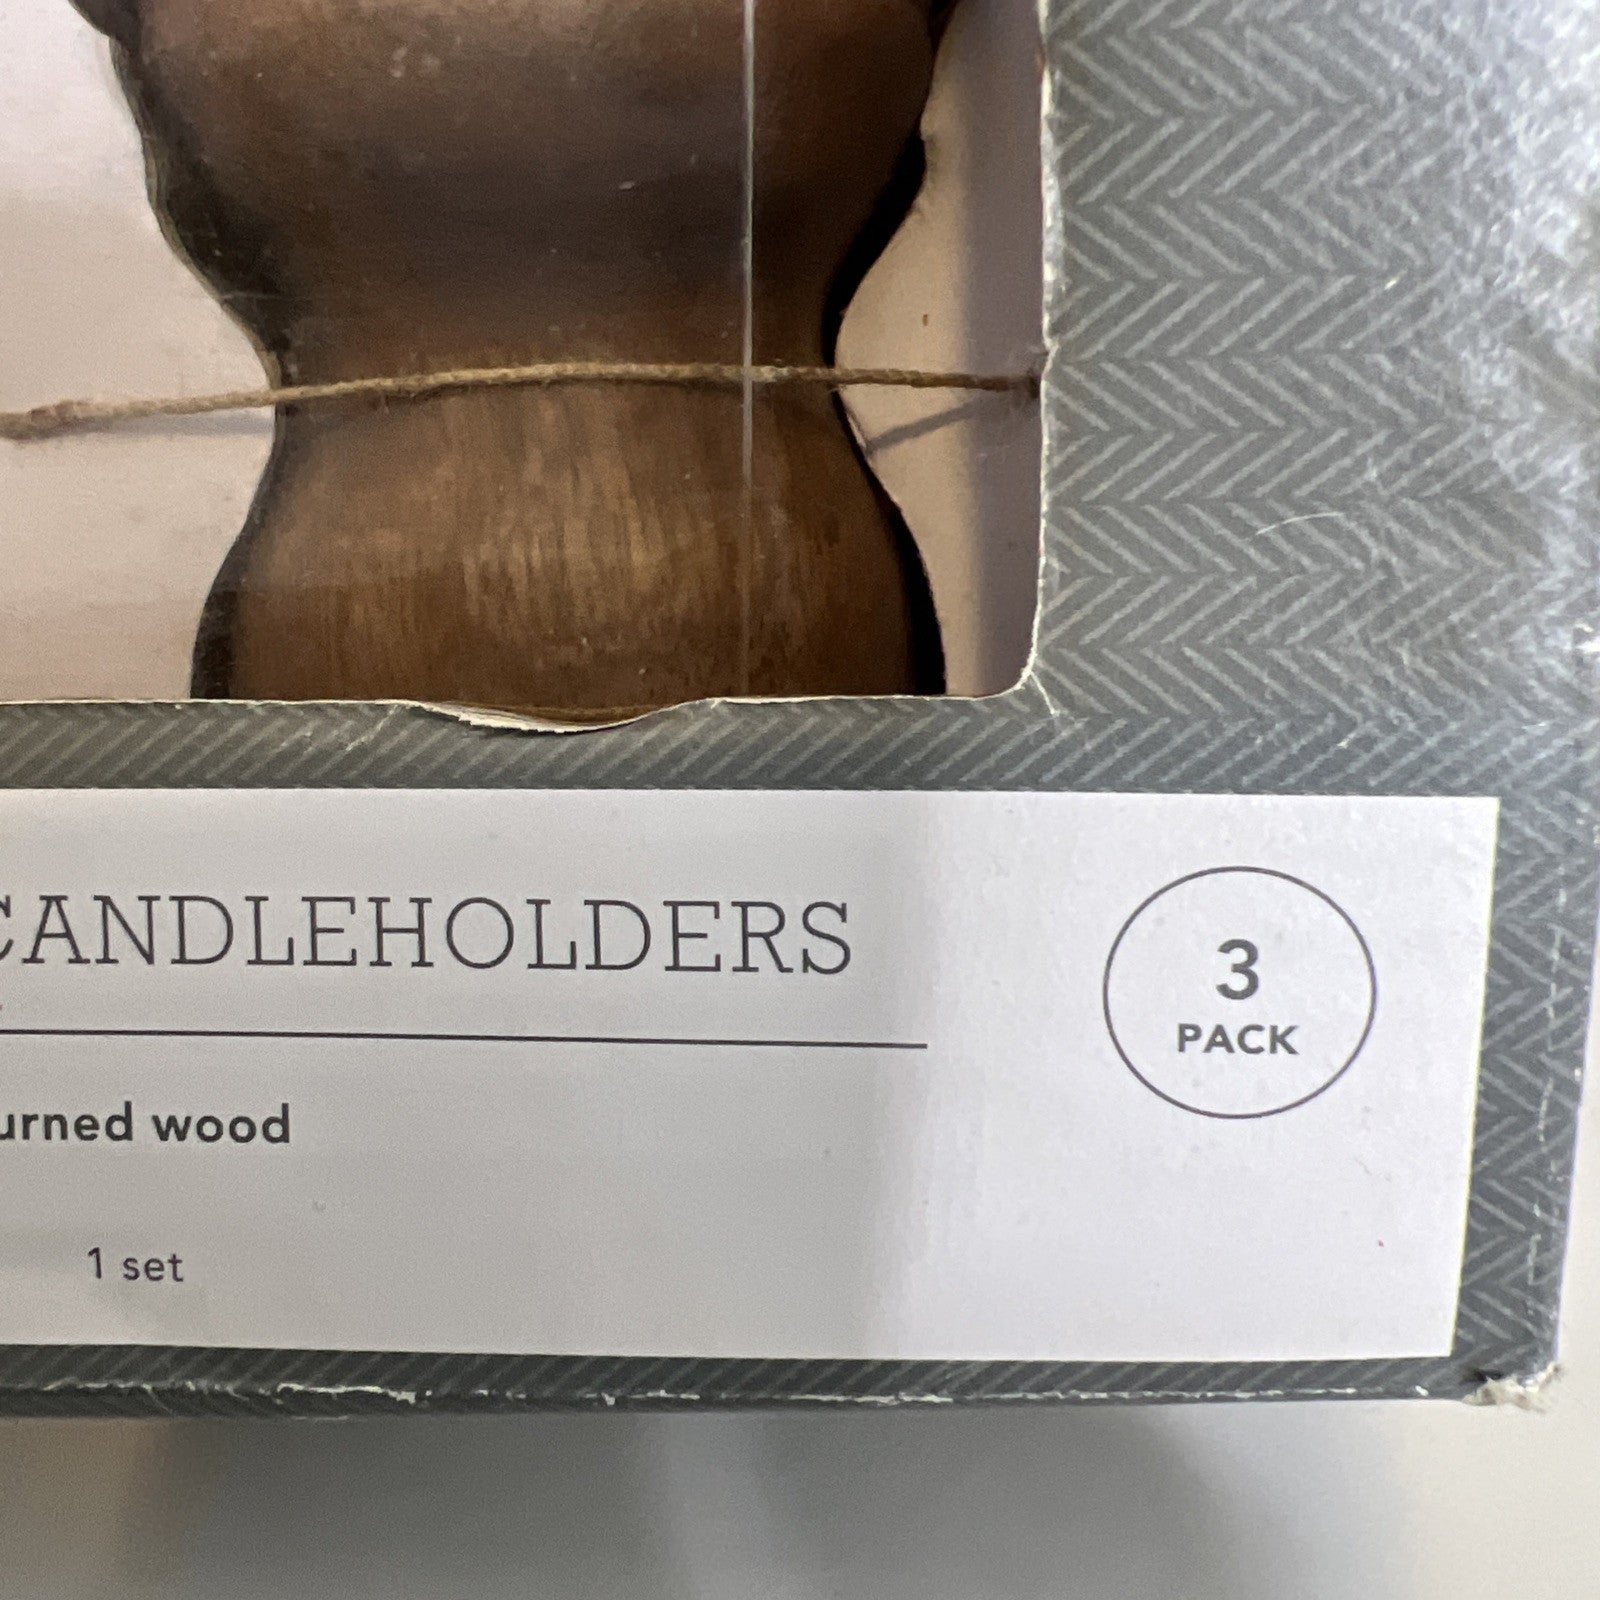 CANDLEHOLDERS
3
PACK
urned wood
1 set